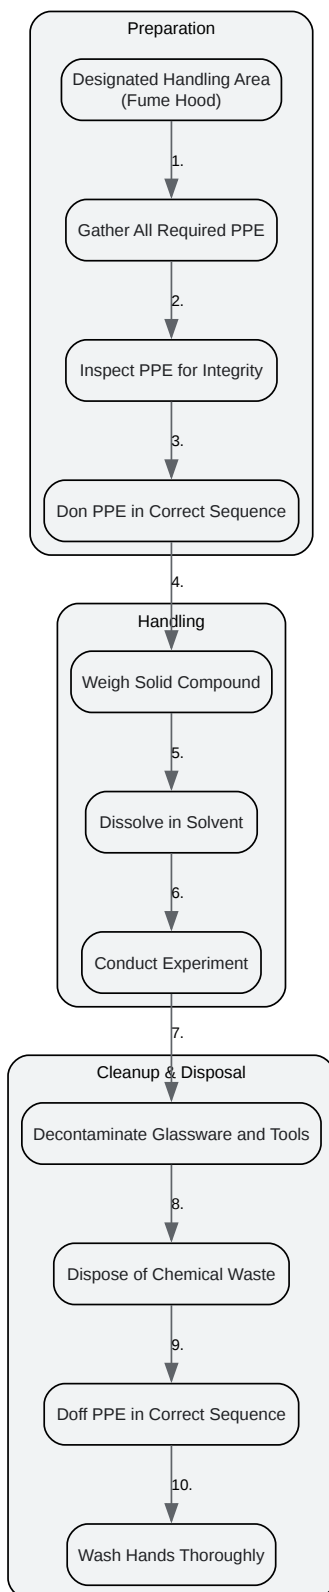 Preparation
Designated Handling Area
(Fume Hood)
1.
Gather All Required PPE
2.
Inspect PPE for Integrity
3.
Don PPE in Correct Sequence
4.
Handling
Weigh Solid Compound
5.
Dissolve in Solvent
6.
Conduct Experiment
7.
Cleanup & Disposal
Decontaminate Glassware and Tools
8.
Dispose of Chemical Waste
9.
Doff PPE in Correct Sequence
10.
Wash Hands Thoroughly